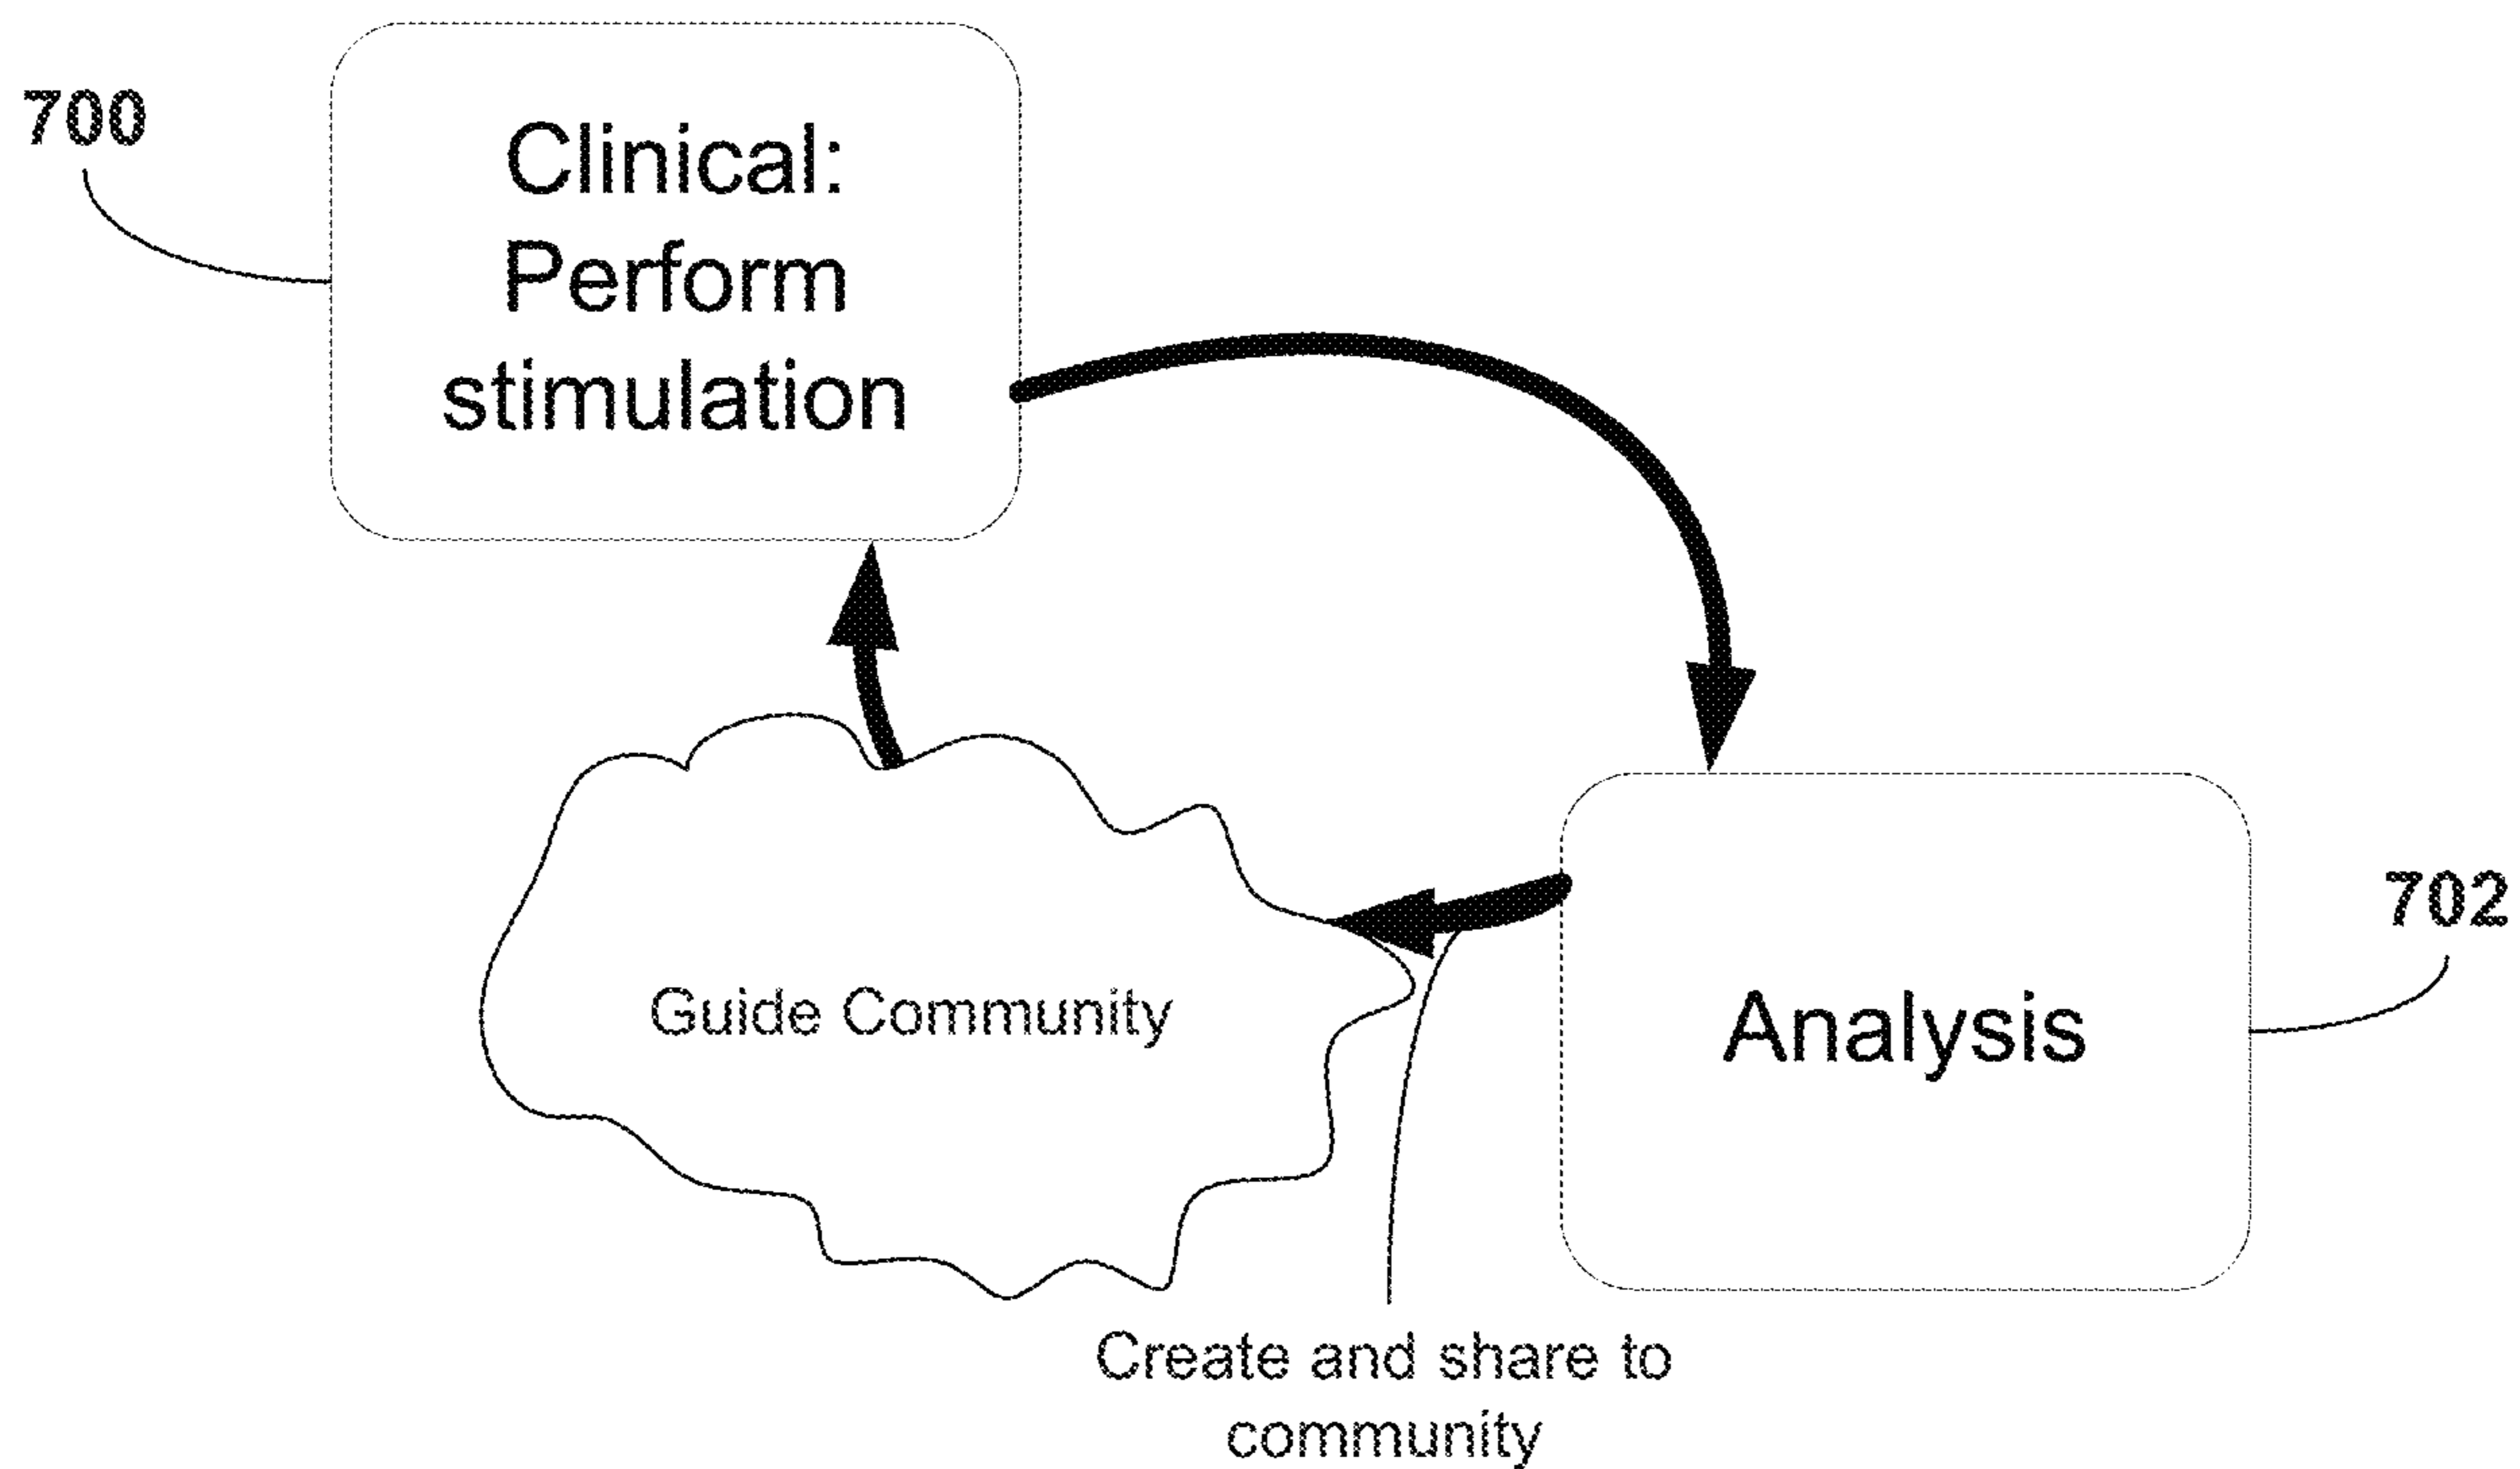 700
Clinical:
Perform
stimulation
702
Guide Community
Analysis
Create and share to
community